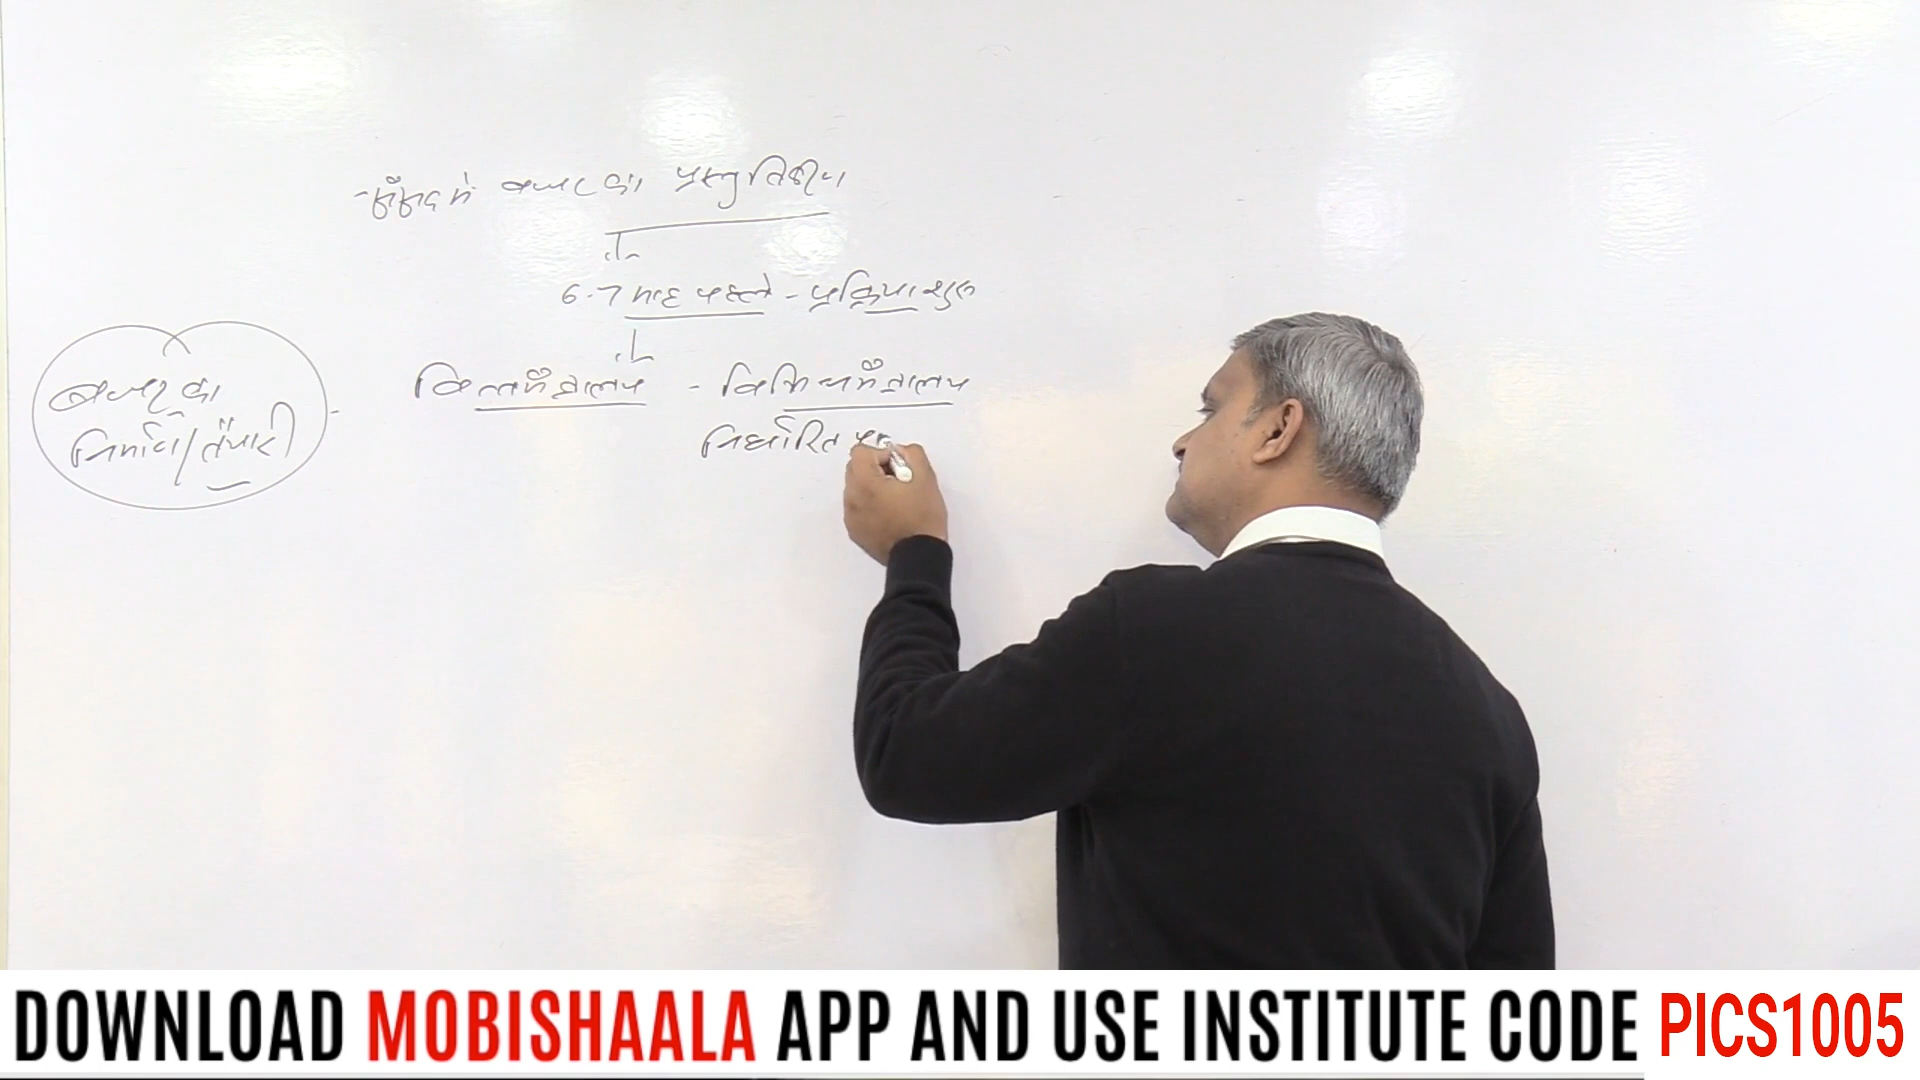 - संसद में बजट का प्रस्तुतिकरण
6-7 माह पहले - प्रक्रिया शुरू
वित्त मंत्रालय - विभिन्न मंत्रालय
निर्धारित
बजट का
निर्माण/तैयारी -
DOWNLOAD MOBISHAALA APP AND USE INSTITUTE CODE PICS1005